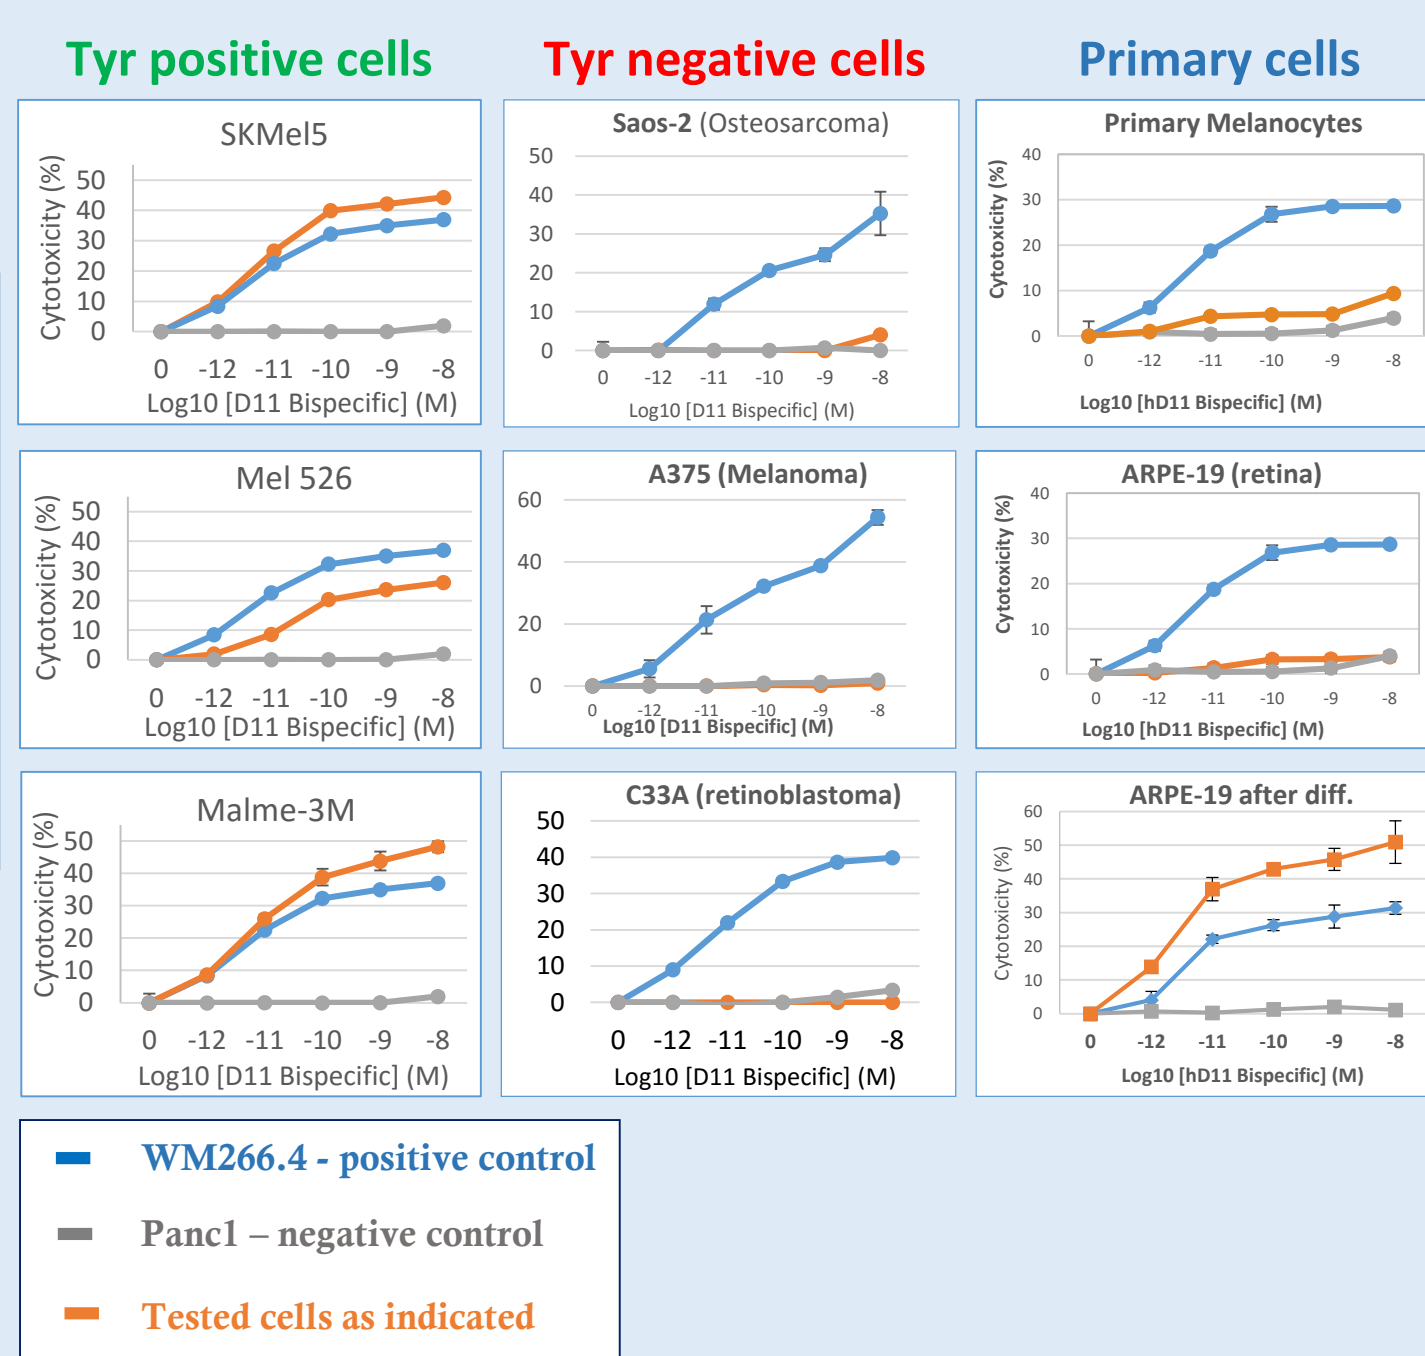 Tyr positive cells
Tyr negative cells
Primary cells
SKMel5
Cytotoxicity (%)
50
40
30
20
10
0
0 -12 -11 -10 -9 -8
Log10 [D11 Bispecific] (M)
Saos-2 (Osteosarcoma)
50
40
30
20
10
0
0 -12 -11 -10 -9 -8
Log10 [D11 Bispecific] (M)
Primary Melanocytes
Cytotoxicity (%)
40
30
20
10
0
0 -12 -11 -10 -9 -8
Log10 [hD11 Bispecific] (M)
Mel 526
Cytotoxicity (%)
50
40
30
20
10
0
0 -12 -11 -10 -9 -8
Log10 [D11 Bispecific] (M)
A375 (Melanoma)
60
40
20
0
0 -12 -11 -10 -9 -8
Log10 [D11 Bispecific] (M)
ARPE-19 (retina)
Cytotoxicity (%)
40
30
20
10
0
0 -12 -11 -10 -9 -8
Log10 [hD11 Bispecific] (M)
Malme-3M
Cytotoxicity (%)
50
40
30
20
10
0
0 -12 -11 -10 -9 -8
Log10 [D11 Bispecific] (M)
C33A (retinoblastoma)
50
40
30
20
10
0
0 -12 -11 -10 -9 -8
Log10 [D11 Bispecific] (M)
ARPE-19 after diff.
Cytotoxicity (%)
60
50
40
30
20
10
0
0 -12 -11 -10 -9 -8
Log10 [hD11 Bispecific] (M)
WM266.4 - positive control
Panc1 – negative control
Tested cells as indicated